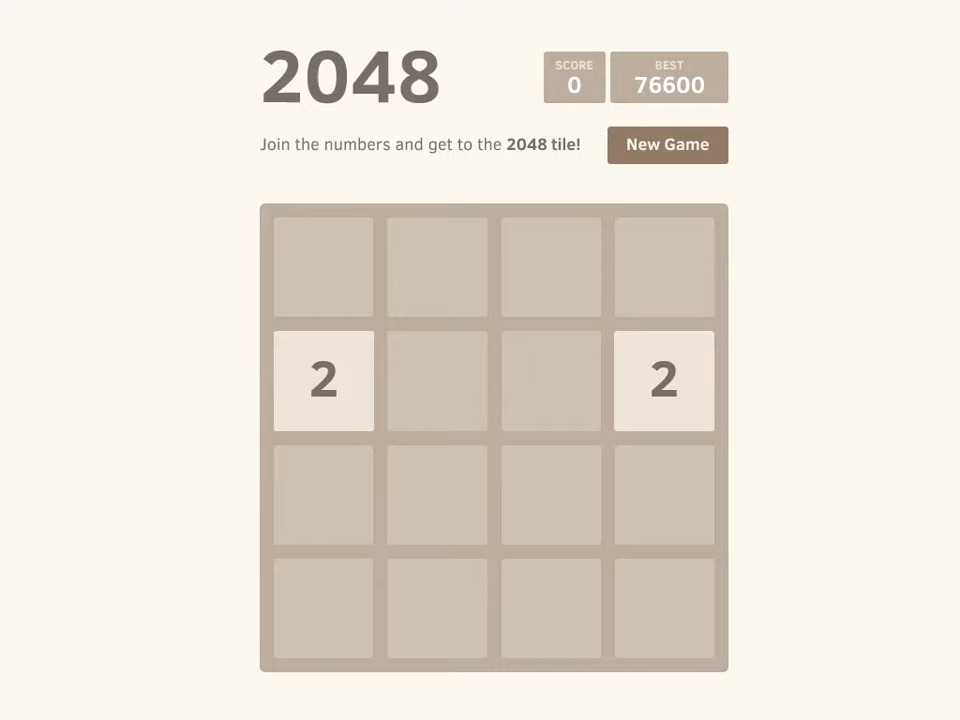 2048
SCORE
0
BEST
76600
Join the numbers and get to the 2048 tile!
New Game
2
2